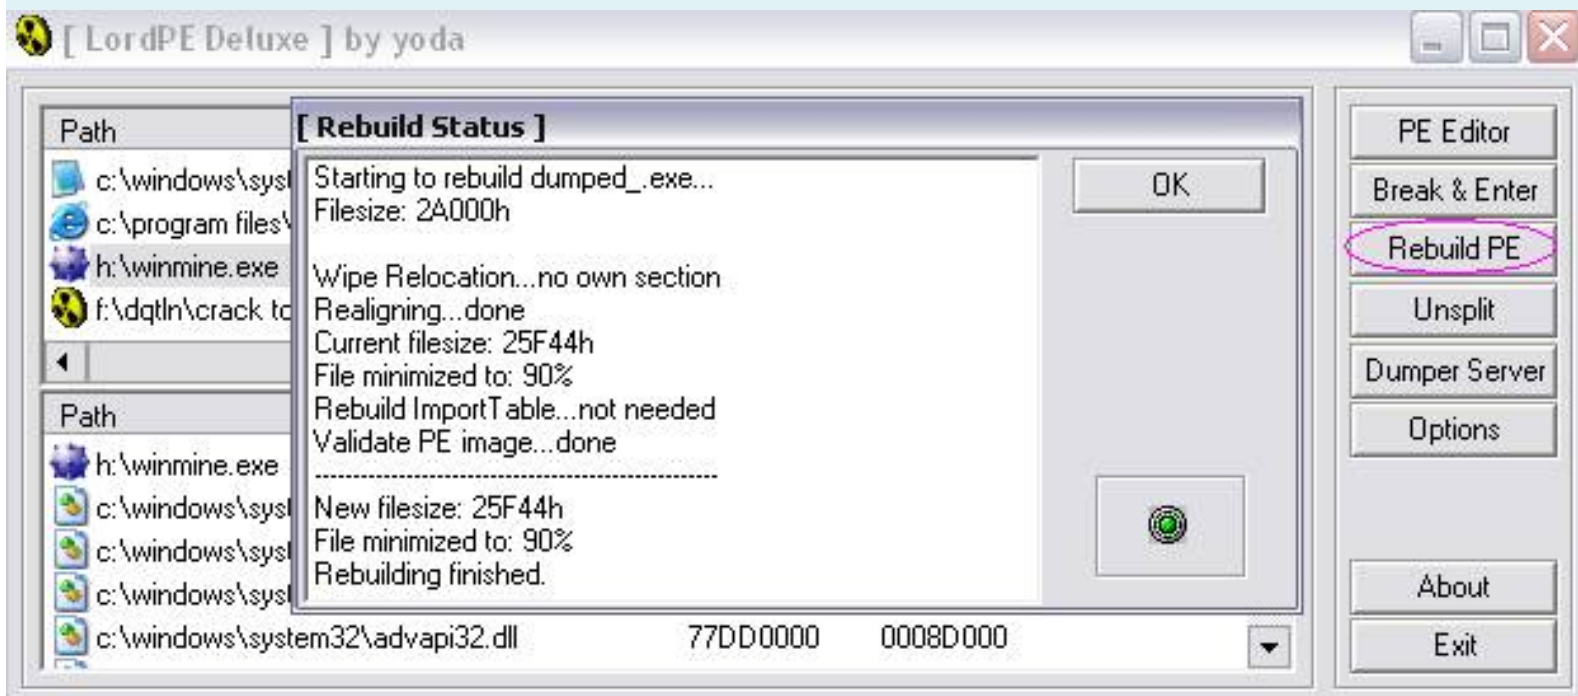 [ LordPE Deluxe ] by yoda
Path
c:\windows\syst
c:\program files\
h:\winmine.exe
f:\dqtln\crack to
Path
h:\winmine.exe
c:\windows\syst
c:\windows\syst
c:\windows\syst
c:\windows\system32\advapi32.dll 77DD0000 0008D000
[ Rebuild Status ]
Starting to rebuild dumped_.exe...
Filesize: 2A000h
Wipe Relocation...no own section
Realigning...done
Current filesize: 25F44h
File minimized to: 90%
Rebuild ImportTable...not needed
Validate PE image...done
----------------------------------------------------
New filesize: 25F44h
File minimized to: 90%
Rebuilding finished.
OK
PE Editor
Break & Enter
Rebuild PE
Unsplit
Dumper Server
Options
About
Exit